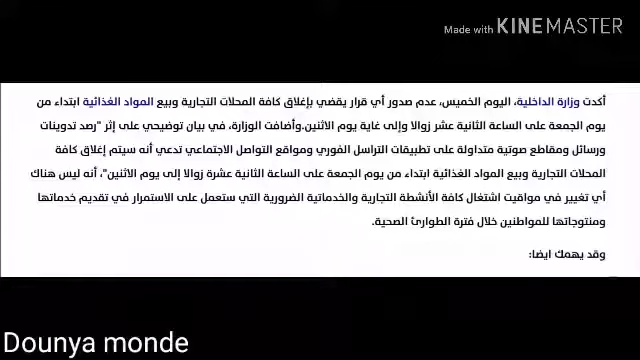 Made with KINEMASTER
أكدت وزارة الداخلية، اليوم الخميس، عدم صدور أي قرار يقضي بإغلاق كافة المحلات التجارية وبيع المواد الغذائية ابتداء من
يوم الجمعة على الساعة الثانية عشر زوالا وإلى غاية يوم الاثنين.وأضافت الوزارة، في بيان توضيحي على إثر "رصد تدوينات
ورسائل ومقاطع صوتية متداولة على تطبيقات التراسل الفوري ومواقع التواصل الاجتماعي تدعي أنه سيتم إغلاق كافة
المحلات التجارية وبيع المواد الغذائية ابتداء من يوم الجمعة على الساعة الثانية عشرة زوالا إلى يوم الاثنين"، أنه ليس هناك
أي تغيير في مواقيت اشتغال كافة الأنشطة التجارية والخدماتية الضرورية التي ستعمل على الاستمرار في تقديم خدماتها
ومنتوجاتها للمواطنين خلال فترة الطوارئ الصحية.
وقد يهمك ايضا:
Dounya monde